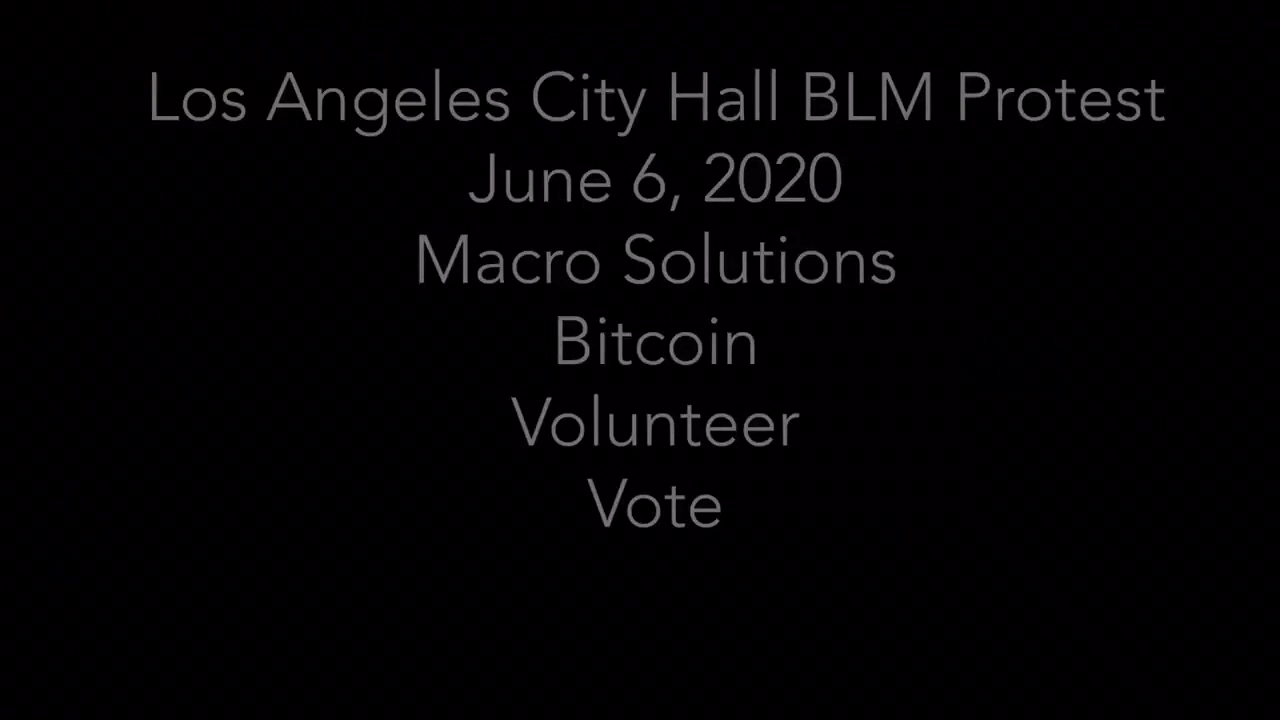 Los Angeles City Hall BLM Protest
June 6, 2020
Macro Solutions
Bitcoin
Volunteer
Vote